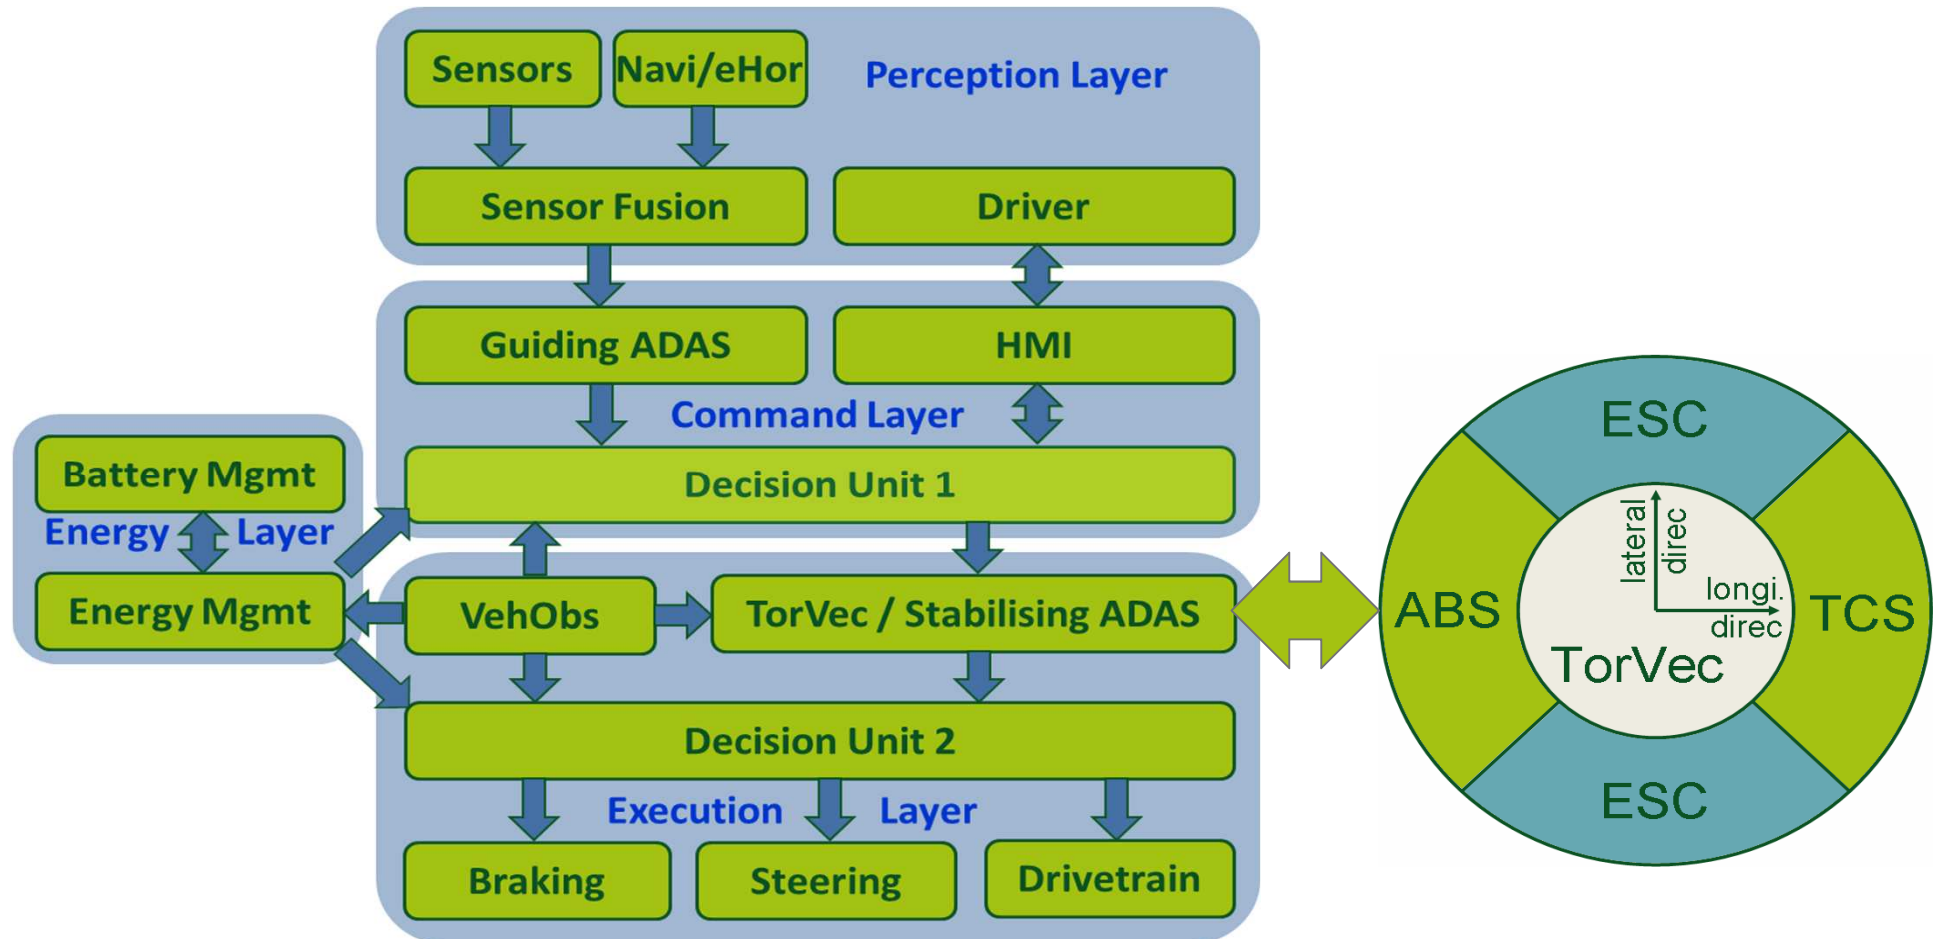 Sensors
Navi/eHor
Perception Layer
Sensor Fusion
Driver
Guiding ADAS
HMI
Command Layer
Decision Unit 1
Battery Mgmt
Energy Layer
Energy Mgmt
VehObs
TorVec / Stabilising ADAS
Decision Unit 2
Execution Layer
Braking
Steering
Drivetrain
ESC
ABS
lateral
direc
longi.
direc
TorVec
TCS
ESC